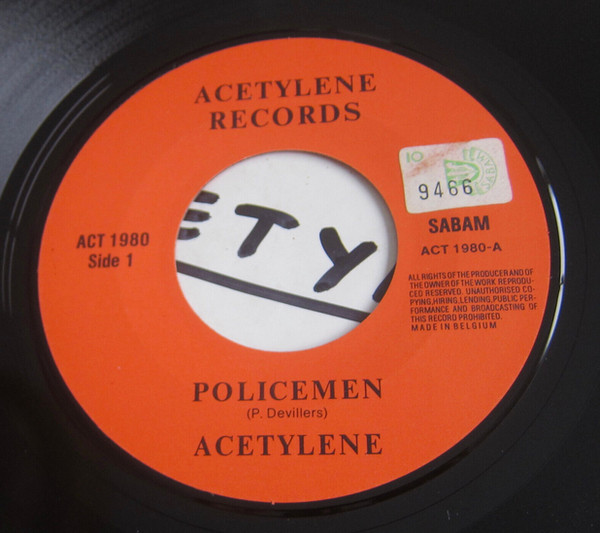 ACETYLENE
RECORDS
IO
9466
SABAM
ACT 1980-A
ACT 1980
Side 1
ETY
ALL RIGHTS OF THE PRODUCER AND OF
THE OWNER OF THE WORK REPRODU-
CED RESERVED. UNAUTHORISED CO-
PYING, HIRING, LENDING, PUBLIC PER-
FORMANCE AND BROADCASTING OF
THIS RECORD PROHIBITED.
MADE IN BELGIUM
POLICEMEN
(P. Devillers)
ACETYLENE